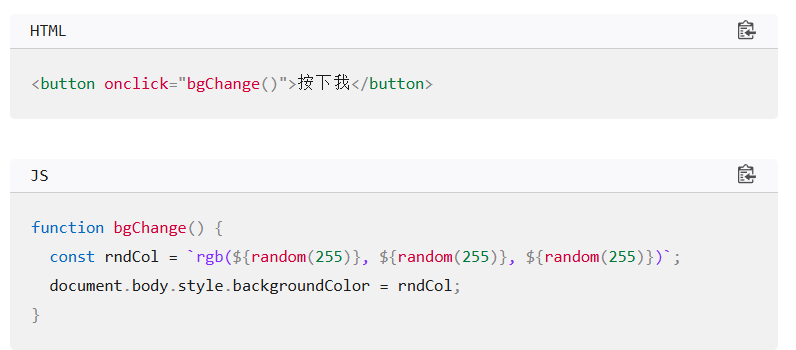 HTML
<button onclick="bgChange()">按下我</button>
JS
function bgChange() {
  const rndCol = `rgb(${random(255)}, ${random(255)}, ${random(255)})`;
  document.body.style.backgroundColor = rndCol;
}